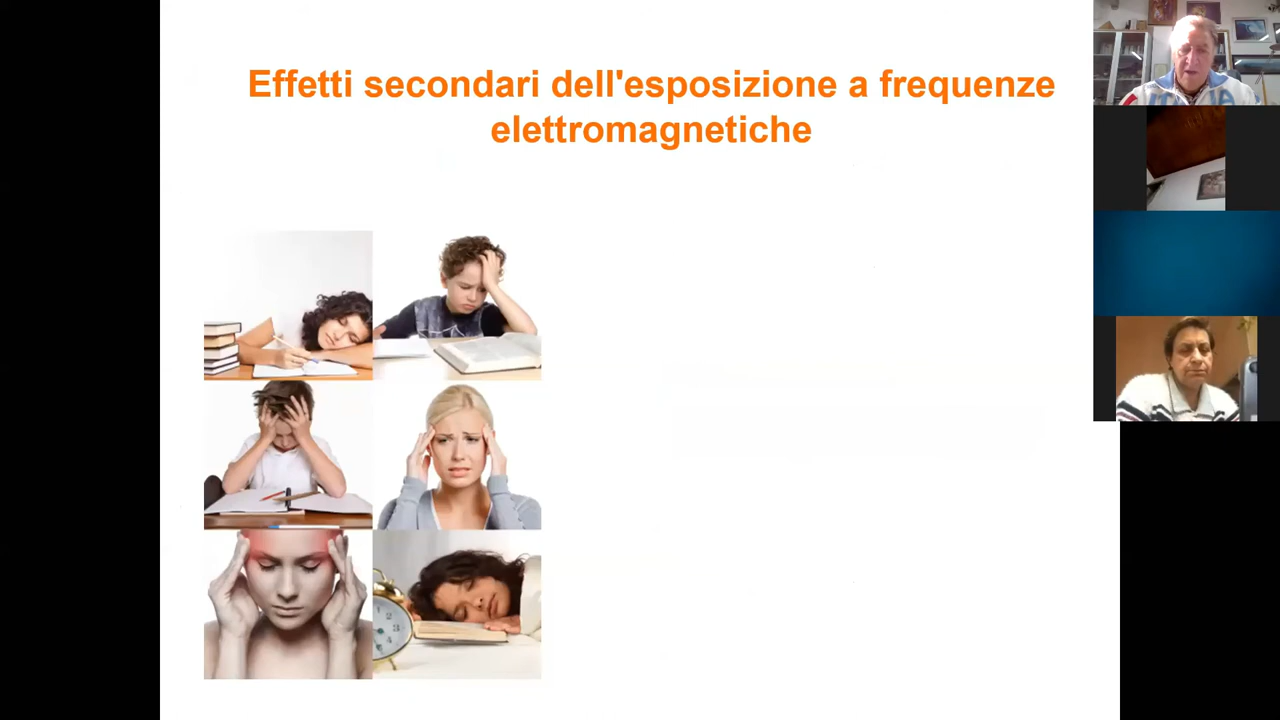 Effetti secondari dell'esposizione a frequenze
elettromagnetiche